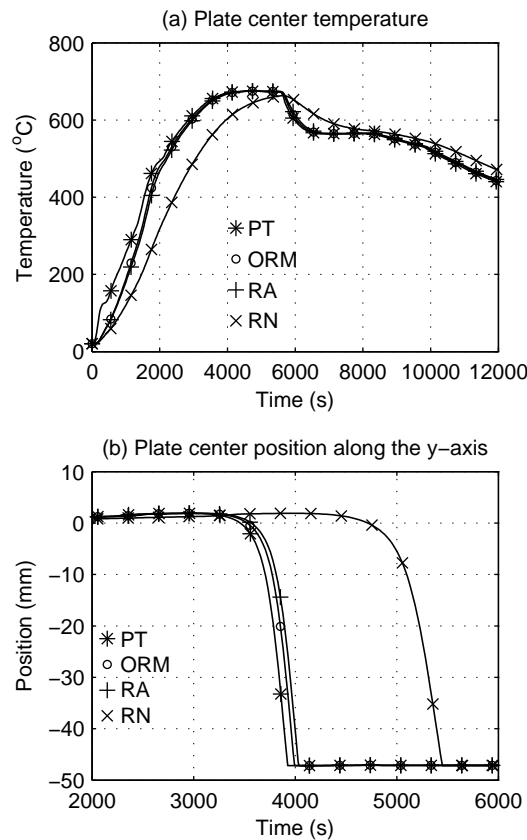 (a) Plate center temperature
800
600
400
200
0
Temperature (°C)
PT
ORM
RA
RN
0 2000 4000 6000 8000 10000 12000
Time (s)
(b) Plate center position along the y−axis
10
0
−10
−20
−30
−40
−50
Position (mm)
PT
ORM
RA
RN
2000 3000 4000 5000 6000
Time (s)